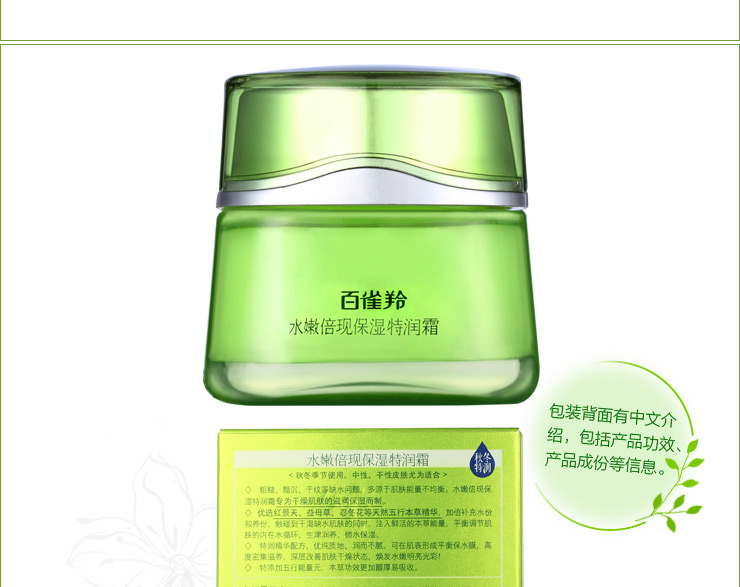 百雀羚
水嫩倍现保湿特润霜
包装背面有中文介
绍，包括产品功效、
产品成份等信息。
水嫩倍现保湿特润霜
秋冬
特润
< 秋冬季节使用，中性、干性皮肤尤为适合 >
◇ 粗糙、黯沉、干纹等缺水问题，多源于肌肤能量不均衡。水嫩倍现保
湿特润霜专为干燥肌肤的滋润保湿而制。
◇ 优选红景天、益母草、忍冬花等天然五行本草精华，加倍补充水份
和养份，触碰到干渴缺水肌肤的同时，注入鲜活的本草能量，平衡调节肌
肤的内在水循环，生津润养、锁水保湿。
◇ 特润精华配方，优纯质地，润而不腻，可在肌表形成平衡保水膜，高
度密集滋养，深层改善肌肤干燥状态，焕发水嫩明亮光彩！
◇ 特添加五行能量元，本草功效更加醇厚易吸收。